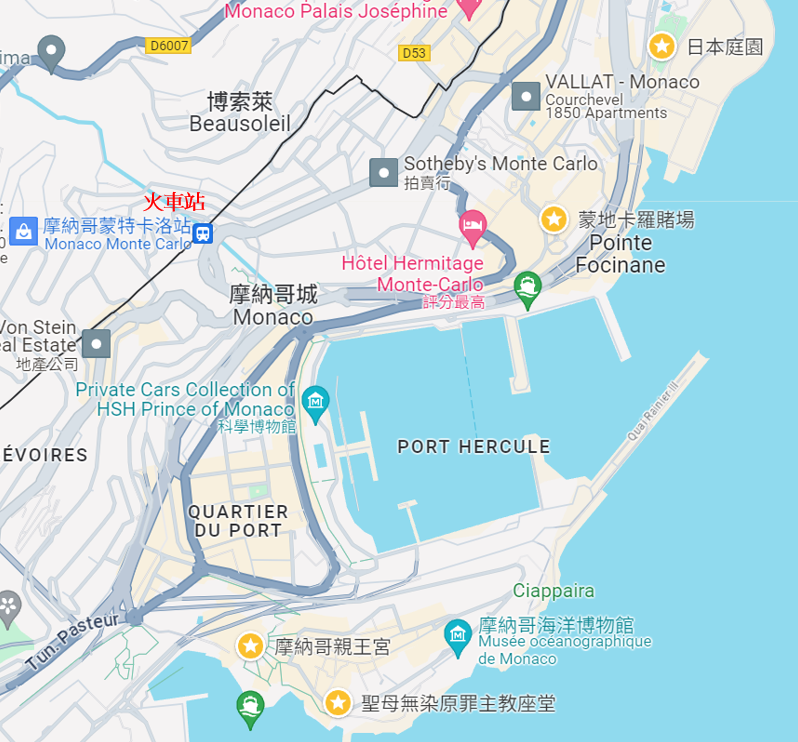 Monaco Palais Joséphine
D6007
D53
日本庭園
VALLAT - Monaco
Courchevel
1850 Apartments
博索萊
Beausoleil
Sotheby's Monte Carlo
拍賣行
火車站
摩納哥蒙特卡洛站
Monaco Monte Carlo
蒙地卡羅賭場
Pointe
Focinane
Hôtel Hermitage
Monte-Carlo
評分最高
摩納哥城
Monaco
Von Stein
eal Estate
地產公司
Private Cars Collection of
HSH Prince of Monaco
科學博物館
Quai Rainier III
ÉVOIRES
PORT HERCULE
QUARTIER
DU PORT
Ciappaira
Tun. Pasteur
摩納哥親王宮
摩納哥海洋博物館
Musée océanographique
de Monaco
聖母無染原罪主教座堂